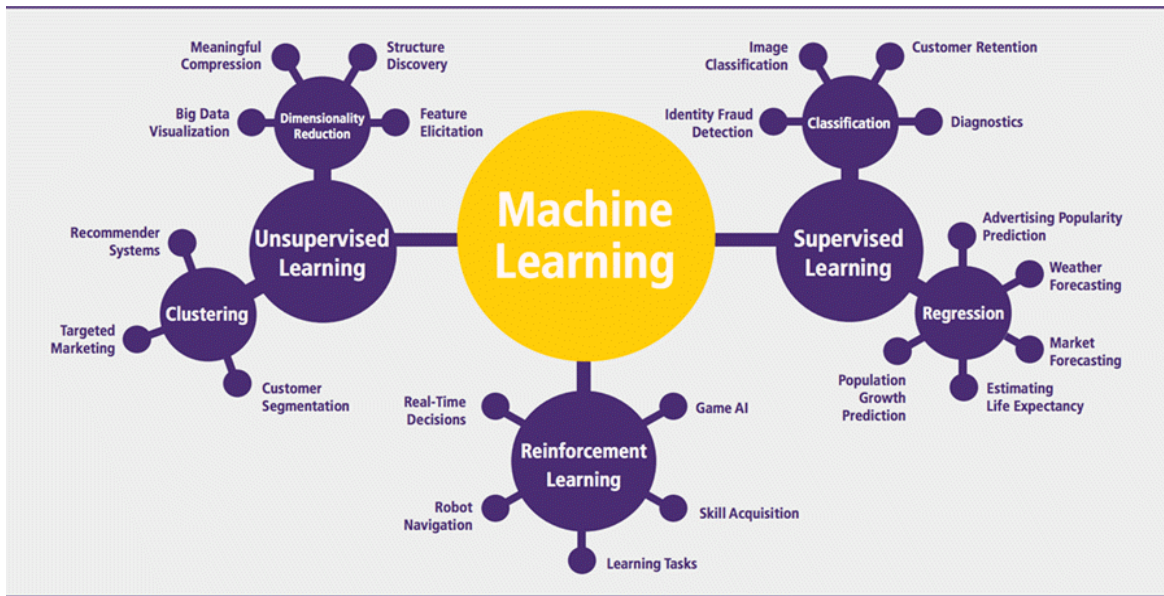 Machine
Learning
Unsupervised
Learning
Dimensionality
Reduction
Meaningful
Compression
Structure
Discovery
Big Data
Visualization
Feature
Elicitation
Clustering
Recommender
Systems
Targeted
Marketing
Customer
Segmentation
Supervised
Learning
Classification
Image
Classification
Customer Retention
Identity Fraud
Detection
Diagnostics
Regression
Advertising Popularity
Prediction
Weather
Forecasting
Market
Forecasting
Estimating
Life Expectancy
Population
Growth
Prediction
Reinforcement
Learning
Real-Time
Decisions
Game AI
Robot
Navigation
Skill Acquisition
Learning Tasks